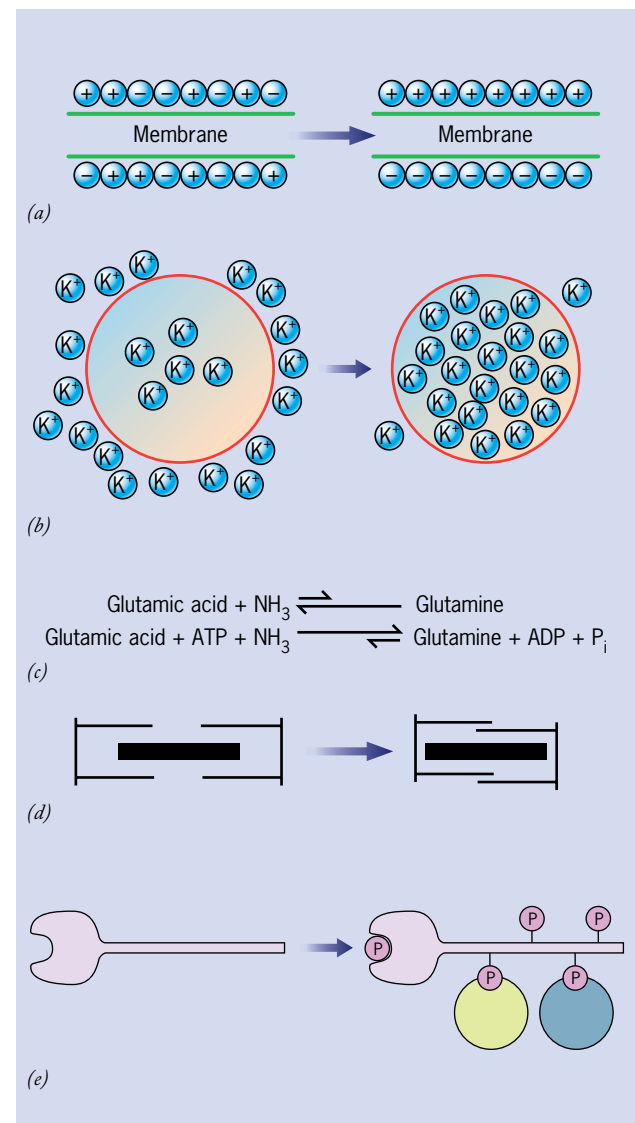 + + − − + − + − + + + + + + + +
Membrane Membrane
− + + − + − − + − − − − − − − −
(a)
K⁺ K⁺ K⁺ K⁺ K⁺ K⁺ K⁺ K⁺ K⁺ K⁺ K⁺ K⁺ K⁺ K⁺ K⁺ K⁺ K⁺ K⁺ K⁺ K⁺ K⁺ K⁺ K⁺ K⁺
K⁺ K⁺ K⁺ K⁺ K⁺ K⁺ K⁺ K⁺ K⁺ K⁺ K⁺ K⁺ K⁺ K⁺ K⁺ K⁺ K⁺ K⁺ K⁺ K⁺ K⁺ K⁺ K⁺
(b)
Glutamic acid + NH₃ Glutamine
Glutamic acid + ATP + NH₃ Glutamine + ADP + Pᵢ
(c)
(d)
P P
P
P P
(e)